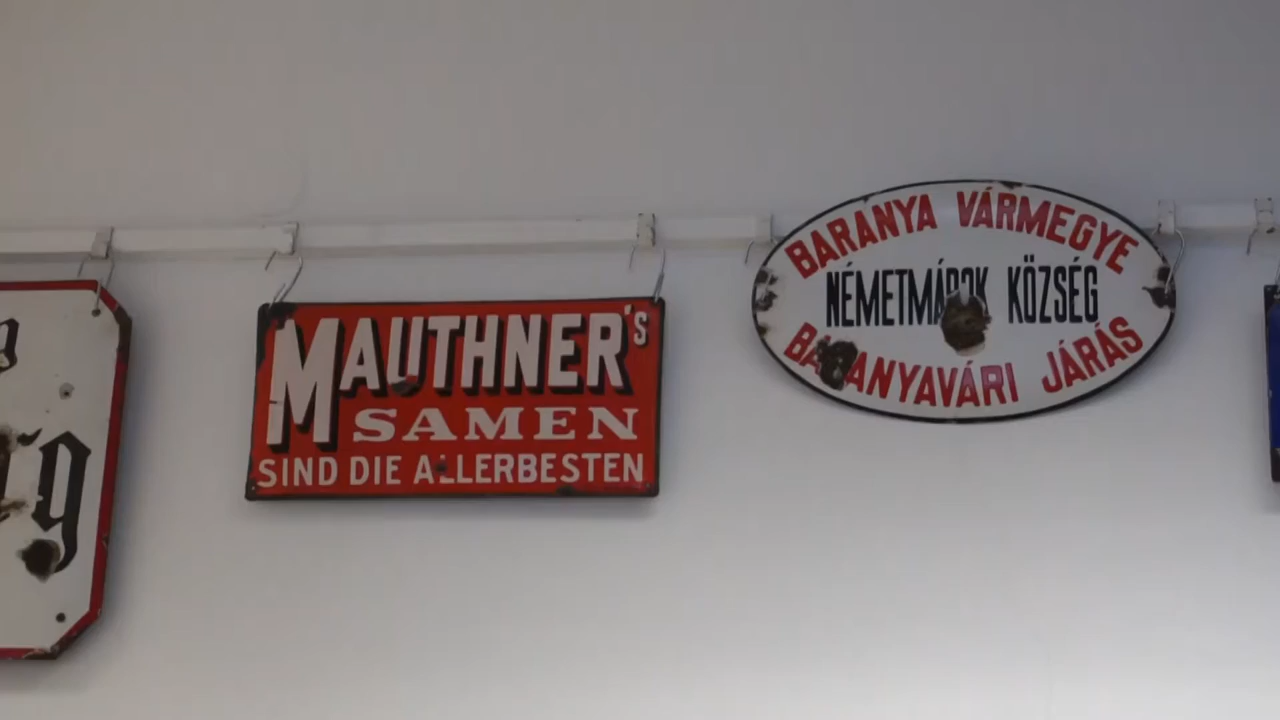 MAUTHNER's
SAMEN
SIND DIE ALLERBESTEN
BARANYA VÁRMEGYE
NÉMETMÁROK KÖZSÉG
BARANYAVÁRI JÁRÁS